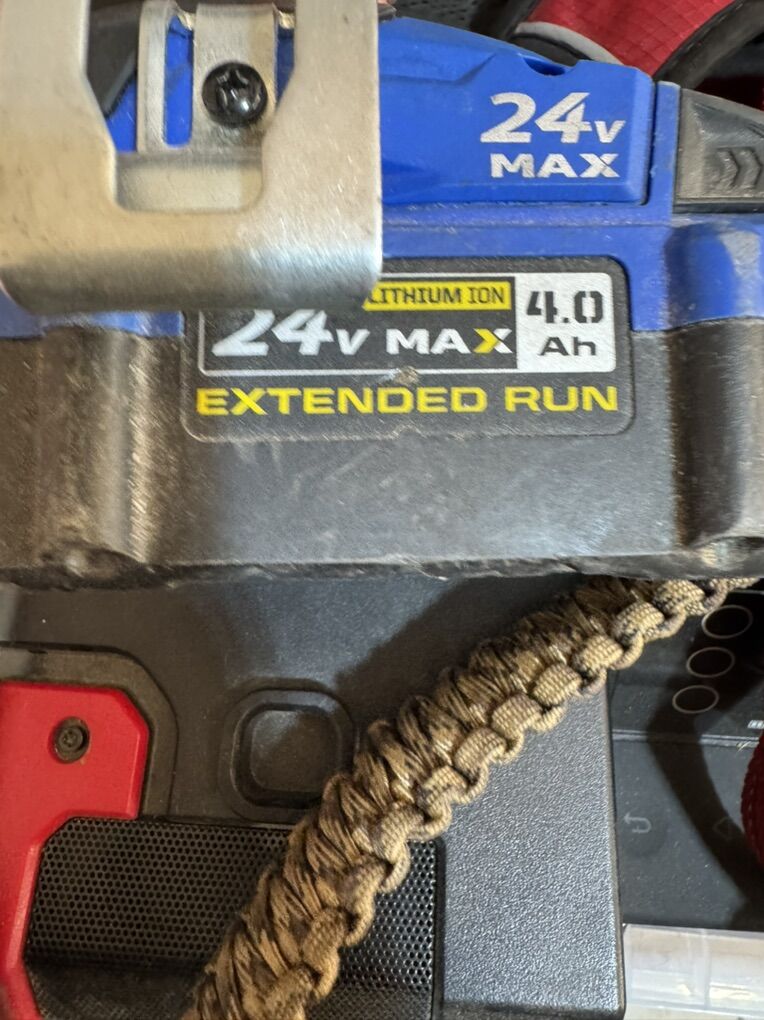 24v
MAX
LITHIUM ION
4.0
24v MAX
Ah
EXTENDED RUN